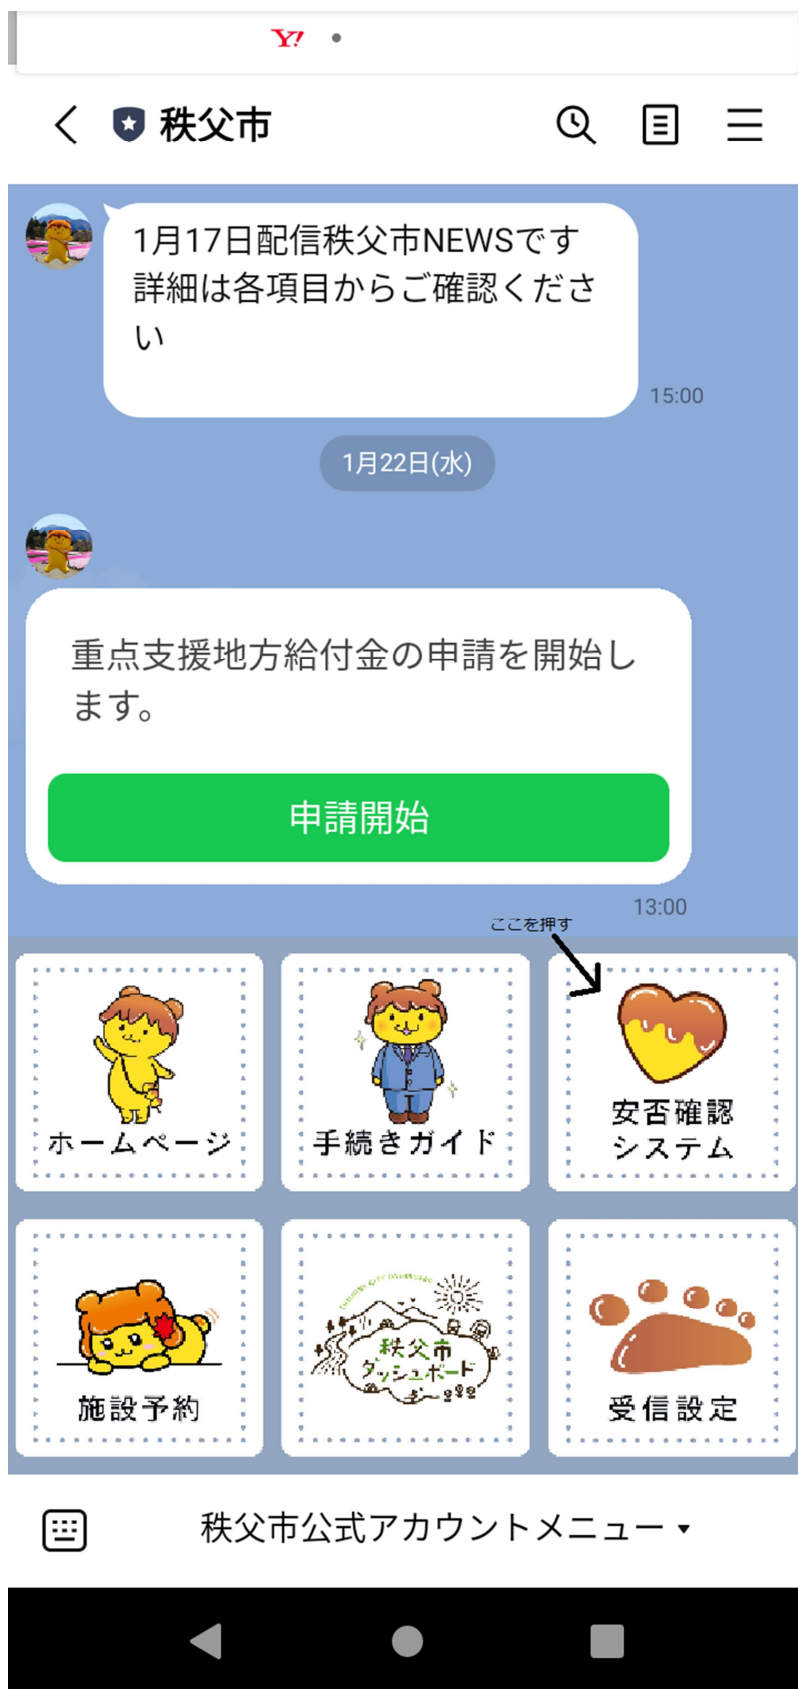 Y!
秩父市
1月17日配信秩父市NEWSです
詳細は各項目からご確認くださ
い
15:00
1月22日(水)
重点支援地方給付金の申請を開始し
ます。
申請開始
13:00
ここを押す
ホームページ
手続きガイド
安否確認
システム
施設予約
秩父市
ダッシュボード
受信設定
秩父市公式アカウントメニュー